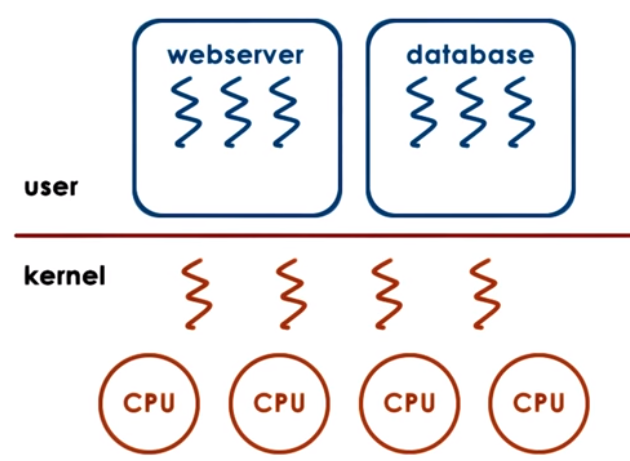 webserver
database
user
kernel
CPU
CPU
CPU
CPU